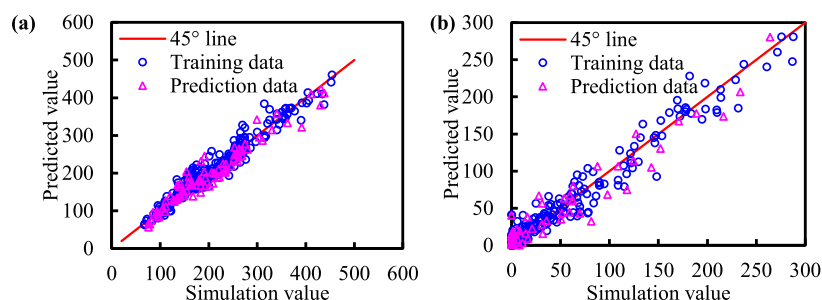 (a)
600
500
400
300
200
100
0
Predicted value
45° line
Training data
Prediction data
0 100 200 300 400 500 600
Simulation value
(b)
300
250
200
150
100
50
0
Predicted value
45° line
Training data
Prediction data
0 50 100 150 200 250 300
Simulation value